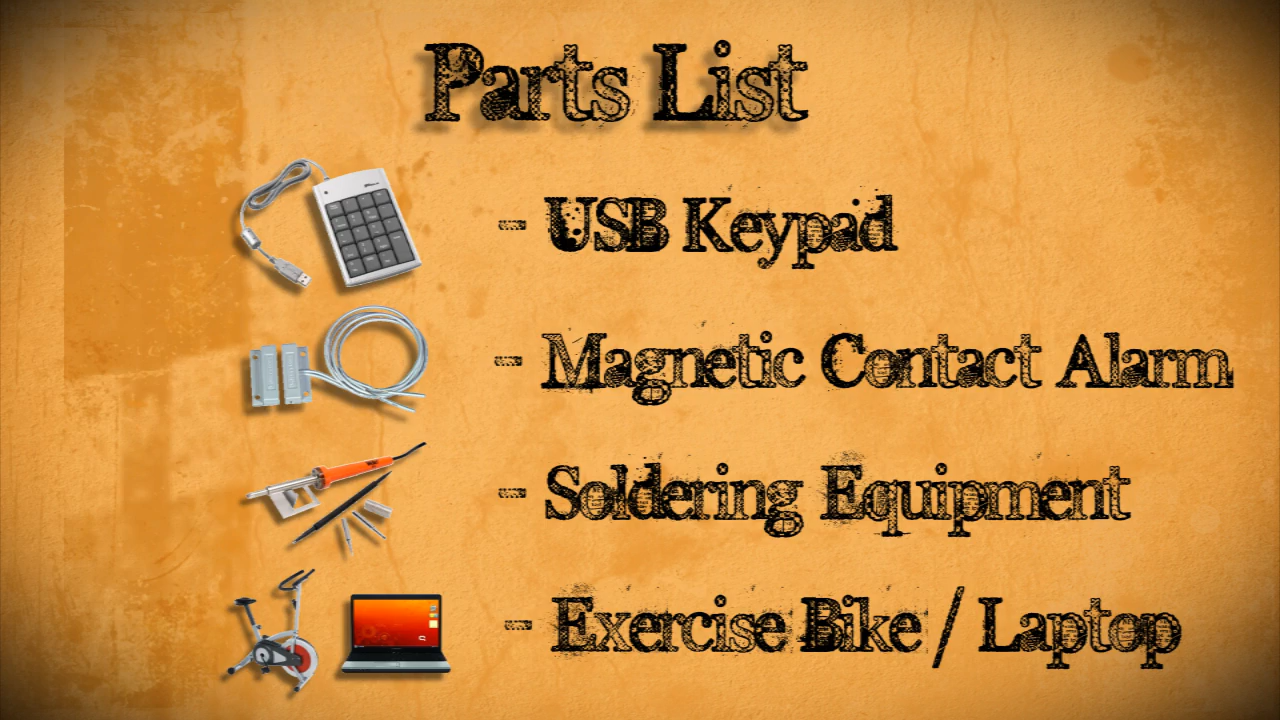 Parts List
- USB Keypad
- Magnetic Contact Alarm
- Soldering Equipment
- Exercise Bike / Laptop